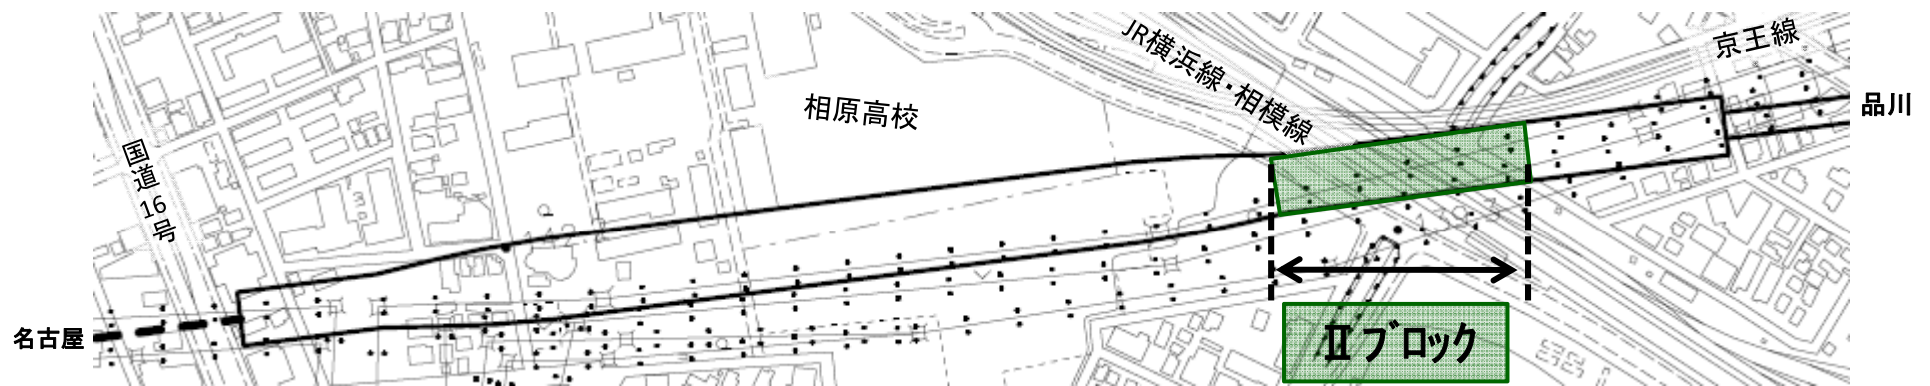 JR横浜線・相模線
京王線
相原高校
品川
国道16号
名古屋
Ⅱブロック